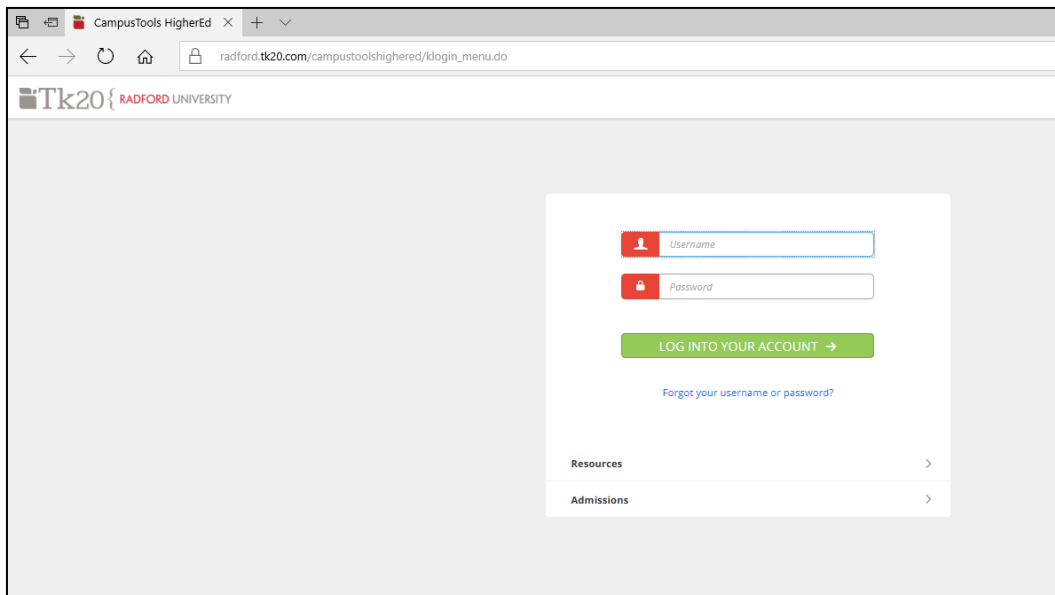 CampusTools HigherEd
radford.tk20.com/campustoolshighered/klogin_menu.do
Tk20{ RADFORD UNIVERSITY
Username
Password
LOG INTO YOUR ACCOUNT →
Forgot your username or password?
Resources
Admissions